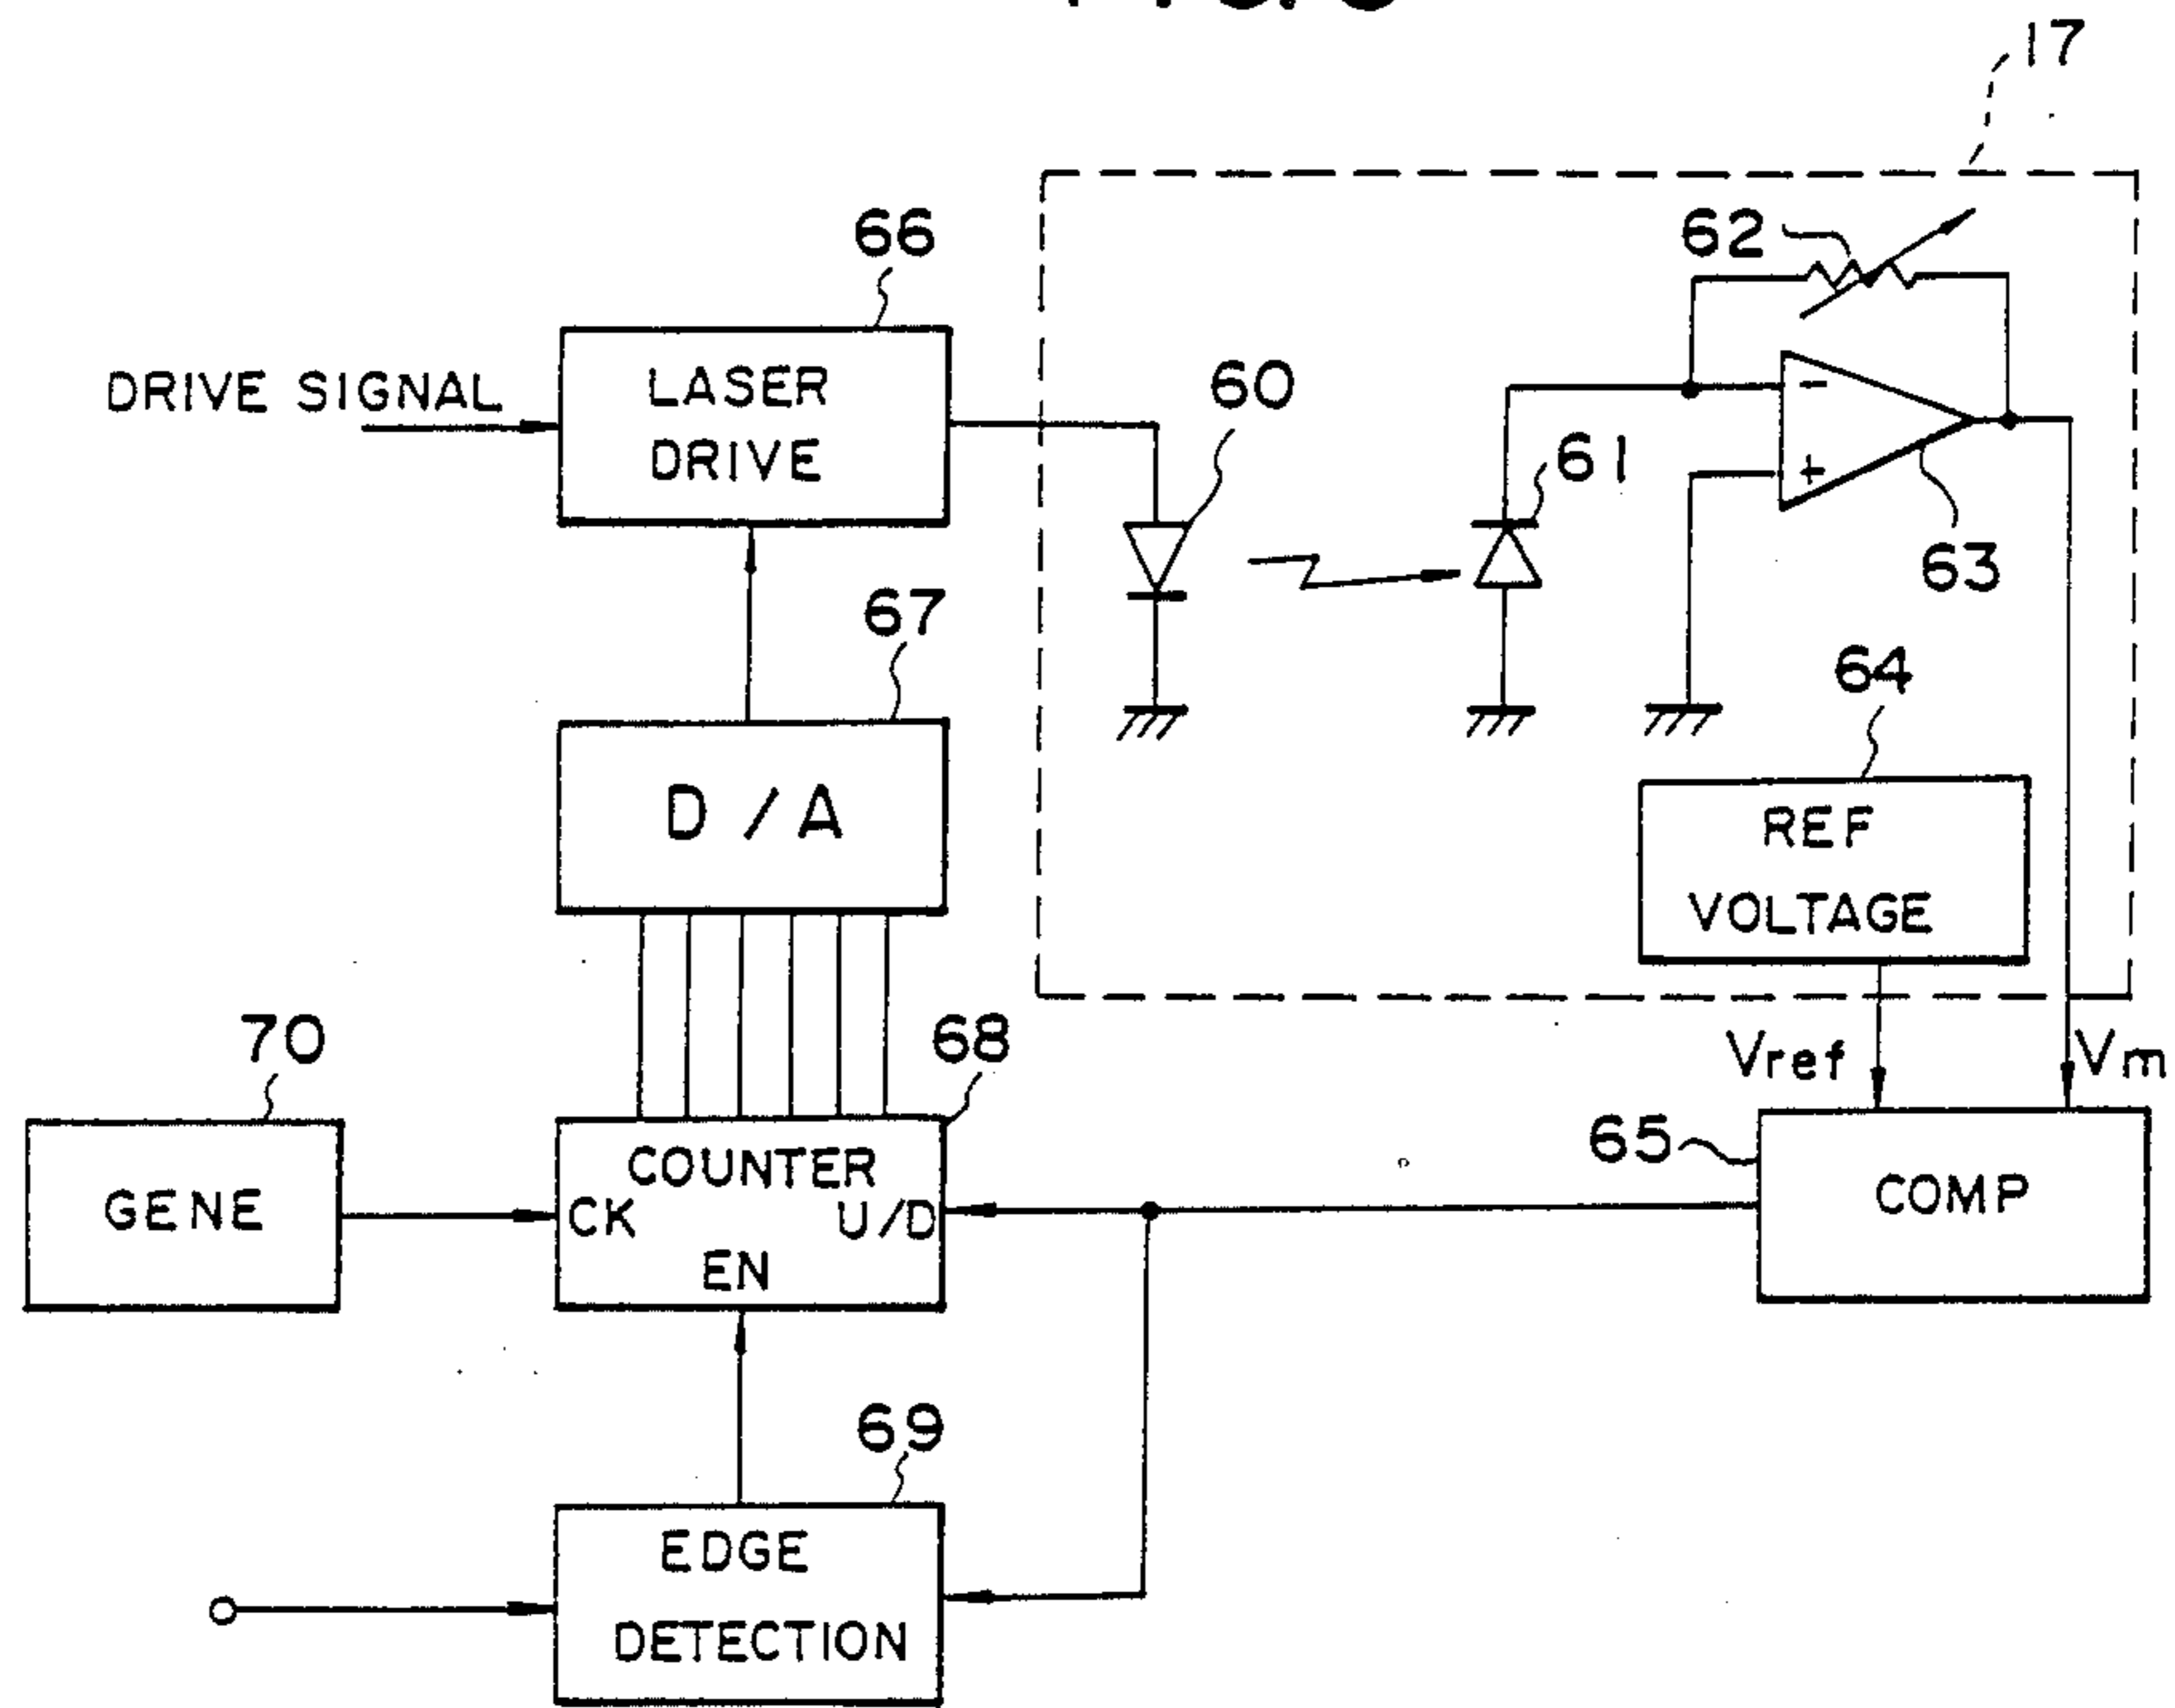 17
66
62
DRIVE SIGNAL
LASER
DRIVE
60
-
61
+
63
67
64
D / A
REF
VOLTAGE
70
68
Vref
Vm
65
GENE
COUNTER
CK
U/D
EN
COMP
69
EDGE
DETECTION